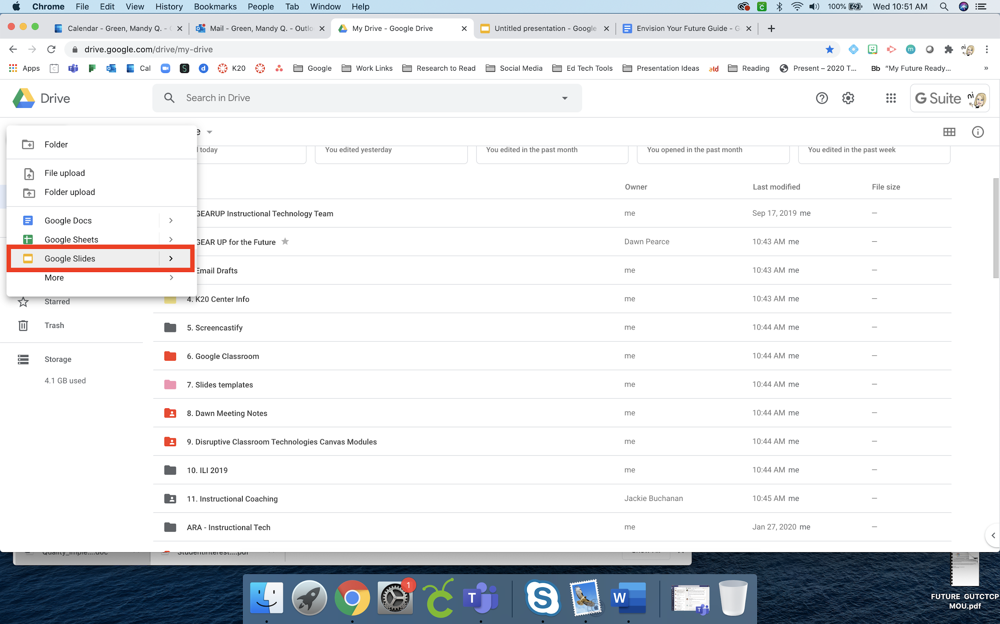 Chrome File Edit View History Bookmarks People Tab Window Help 100% Wed 10:51 AM
Calendar - Green, Mandy Q. - Mail - Green, Mandy Q. - Outlo My Drive - Google Drive Untitled presentation - Google Envision Your Future Guide - G
drive.google.com/drive/my-drive
Apps Cal K20 Google Work Links Research to Read Social Media Ed Tech Tools Presentation Ideas Reading Present – 2020 T... Bb “My Future Ready... »
Drive Search in Drive G Suite ni
e
Folder
today You edited yesterday You edited in the past month You opened in the past month You edited in the past week
File upload
Owner Last modified File size
Folder upload
GEARUP Instructional Technology Team me Sep 17, 2019 me –
Google Docs
Google Sheets
GEAR UP for the Future Dawn Pearce 10:43 AM me –
Google Slides
Email Drafts me 10:43 AM me –
More
4. K20 Center Info me 10:43 AM me –
Starred
Trash
5. Screencastify me 10:44 AM me –
6. Google Classroom me 10:44 AM me –
Storage
4.1 GB used
7. Slides templates me 10:44 AM me –
8. Dawn Meeting Notes me 10:44 AM me –
9. Disruptive Classroom Technologies Canvas Modules me 10:44 AM me –
10. ILI 2019 me 10:44 AM me –
11. Instructional Coaching Jackie Buchanan 10:45 AM me –
ARA - Instructional Tech me Jan 27, 2020 me –
Quality_Imple....doc StudentInterest....pdf Show All
1
T S W
FUTURE GUTCTCP
MOU.pdf